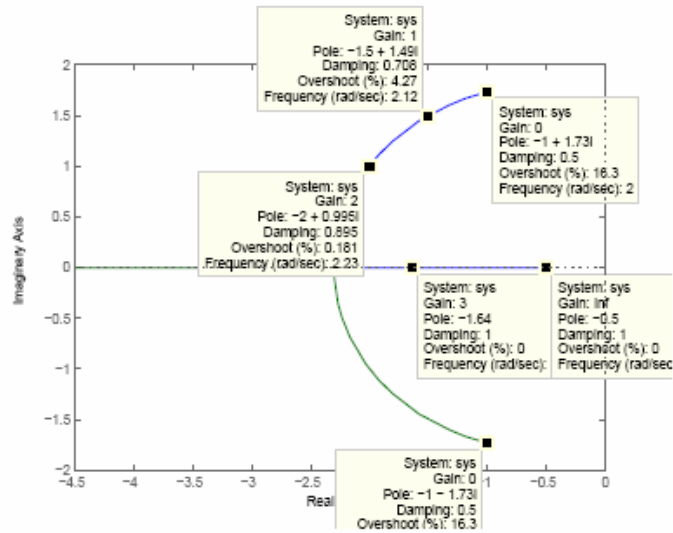 System: sys
Gain: 1
Pole: −1.5 + 1.49i
Damping: 0.706
Overshoot (%): 4.27
Frequency (rad/sec): 2.12
System: sys
Gain: 0
Pole: −1 + 1.73i
Damping: 0.5
Overshoot (%): 16.3
Frequency (rad/sec): 2
System: sys
Gain: 2
Pole: −2 + 0.995i
Damping: 0.895
Overshoot (%): 0.181
Frequency (rad/sec): 2.23
System: sys
Gain: 3
Pole: −1.64
Damping: 1
Overshoot (%): 0
Frequency (rad/sec):
System: sys
Gain: Inf
Pole: −0.5
Damping: 1
Overshoot (%): 0
Frequency (rad/sec
System: sys
Gain: 0
Pole: −1 − 1.73i
Damping: 0.5
Overshoot (%): 16.3
Imaginary Axis
2
1.5
1
0.5
0
−0.5
−1
−1.5
−2
−4.5
−4
−3.5
−3
−2.5
−1
−0.5
0
Real